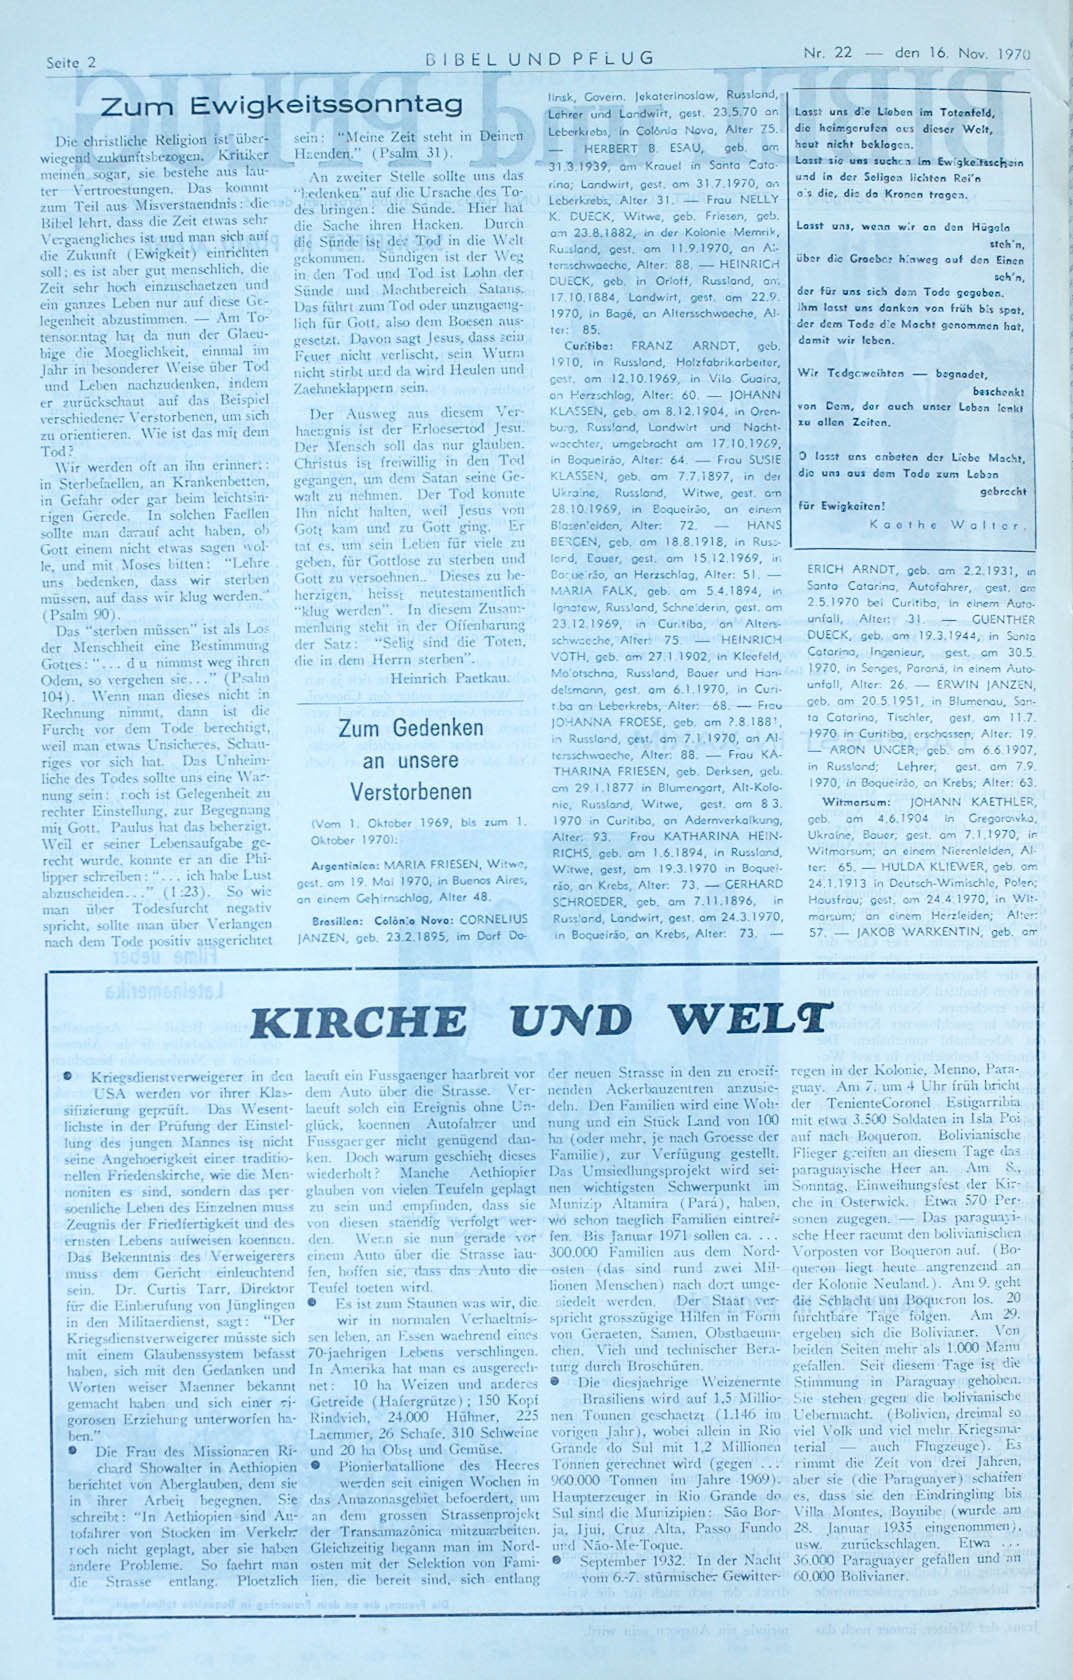 Seite 2
BIBEL UND PFLUG
Nr. 22 — den 16. Nov. 1970
Zum Ewigkeitssonntag
Die christliche Religion ist über-
wiegend zukunftsbezogen. Kritiker
meinen sogar, sie bestehe aus lau-
ter Vertroestungen. Das kommt
zum Teil aus Misverstaendnis: die
Bibel lehrt, dass die Zeit etwas sehr
Vergaengliches ist und man sich auf
die Zukunft (Ewigkeit) einrichten
soll; es ist aber gut menschlich, die
Zeit sehr hoch einzuschaetzen und
ein ganzes Leben nur auf diese Ge-
legenheit abzustimmen. — Am To-
tensonntag hat da nun der Glaeu-
bige die Moeglichkeit, einmal im
Jahr in besonderer Weise über Tod
und Leben nachzudenken, indem
er zurückschaut auf das Beispiel
verschiedener Verstorbenen, um sich
zu orientieren. Wie ist das mit dem
Tod?
Wir werden oft an ihn erinnert:
in Sterbefaellen, an Krankenbetten,
in Gefahr oder gar beim leichtsin-
nigen Gerede. In solchen Faellen
sollte man darauf acht haben, ob
Gott einem nicht etwas sagen wol-
le, und mit Moses bitten: "Lehre
uns bedenken, dass wir sterben
müssen, auf dass wir klug werden."
(Psalm 90).
Das "sterben müssen" ist als Los
der Menschheit eine Bestimmung
Gottes: "... d u nimmst weg ihren
Odem, so vergehen sie..." (Psalm
104). Wenn man dieses nicht in
Rechnung nimmt, dann ist die
Furcht vor dem Tode berechtigt,
weil man etwas Unsicheres, Schau-
riges vor sich hat. Das Unheim-
liche des Todes sollte uns eine War-
nung sein: noch ist Gelegenheit zu
rechter Einstellung, zur Begegnung
mit Gott. Paulus hat das beherzigt.
Weil er seiner Lebensaufgabe ge-
recht wurde, konnte er an die Phi-
lipper schreiben: "... ich habe Lust
abzuscheiden..." (1:23). So wie
man über Todesfurcht negativ
spricht, sollte man über Verlangen
nach dem Tode positiv ausgerichtet
sein: "Meine Zeit steht in Deinen
Haenden." (Psalm 31).
An zweiter Stelle sollte uns das
"bedenken" auf die Ursache des To-
des bringen: die Sünde. Hier hat
die Sache ihren Hacken. Durch
die Sünde ist der Tod in die Welt
gekommen. Sündigen ist der Weg
in den Tod und Tod ist Lohn der
Sünde und Machtbereich Satans.
Das führt zum Tod oder unzugaeng-
lich für Gott, also dem Boesen aus-
gesetzt. Davon sagt Jesus, dass sein
Feuer nicht verlischt, sein Wurm
nicht stirbt und da wird Heulen und
Zaehneklappern sein.
Der Ausweg aus diesem Ver-
haengnis ist der Erloesertod Jesu.
Der Mensch soll das nur glauben.
Christus ist freiwillig in den Tod
gegangen, um dem Satan seine Ge-
walt zu nehmen. Der Tod konnte
Ihn nicht halten, weil Jesus von
Gott kam und zu Gott ging. Er
tat es, um sein Leben für viele zu
geben, für Gottlose zu sterben und
Gott zu versoehnen.. Dieses zu be-
herzigen, heisst neutestamentlich
"klug werden". In diesem Zusam-
menhang steht in der Offenbarung
der Satz: "Selig sind die Toten,
die in dem Herrn sterben".
Heinrich Paetkau.
Zum Gedenken
an unsere
Verstorbenen
(Vom 1. Oktober 1969, bis zum 1.
Oktober 1970):
Argentinien: MARIA FRIESEN, Witwe,
gest. am 19. Mai 1970, in Buenos Aires,
an einem Gehirnschlag, Alter 48.
Brasilien: Colônia Nova: CORNELIUS
JANZEN, geb. 23.2.1895, im Dorf Do-
linsk, Govern. Jekaterinoslaw, Russland,
Lehrer und Landwirt, gest. 23.5.70 an
Leberkrebs, in Colônia Nova, Alter 75.
— HERBERT B. ESAU, geb. am
31.3.1939, am Krauel in Santa Cata-
rina; Landwirt, gest. am 31.7.1970, an
Leberkrebs, Alter 31. — Frau NELLY
K. DUECK, Witwe, geb. Friesen, geb.
am 23.8.1882, in der Kolonie Memrik,
Russland, gest. am 11.9.1970, an Al-
tersschwaeche, Alter: 88. — HEINRICH
DUECK, geb. in Orloff, Russland, am
17.10.1884, Landwirt, gest. am 22.9.
1970, in Bagé, an Altersschwaeche, Al-
ter: 85.
Curitiba: FRANZ ARNDT, geb.
1910, in Russland, Holzfabrikarbeiter,
gest. am 12.10.1969, in Vila Guaira,
an Herzschlag, Alter: 60. — JOHANN
KLASSEN, geb. am 8.12.1904, in Oren-
burg, Russland, Landwirt und Nacht-
waechter, umgebracht am 17.10.1969,
in Boqueirão, Alter: 64. — Frau SUSIE
KLASSEN, geb. am 7.7.1897, in der
Ukraine, Russland, Witwe, gest. am
28.10.1969, in Boqueirão, an einem
Blasenleiden, Alter: 72. — HANS
BERGEN, geb. am 18.8.1918, in Russ-
land, Bauer, gest. am 15.12.1969, in
Boqueirão, an Herzschlag, Alter: 51. —
MARIA FALK, geb. am 5.4.1894, in
Ignatew, Russland, Schneiderin, gest. am
23.12.1969, in Curitiba, an Alters-
schwaeche, Alter: 75. — HEINRICH
VOTH, geb. am 27.1.1902, in Kleefeld,
Molotschna, Russland, Bauer und Han-
delsmann, gest. am 6.1.1970, in Curi-
tiba an Leberkrebs, Alter: 68. — Frau
JOHANNA FROESE, geb. am ?.8.1881,
in Russland, gest. am 7.1.1970, an Al-
tersschwaeche, Alter: 88. — Frau KA-
THARINA FRIESEN, geb. Derksen, geb.
am 29.1.1877 in Blumengart, Alt-Kolo-
nie, Russland, Witwe, gest. am 8 3.
1970 in Curitiba, an Adernverkalkung,
Alter: 93. Frau KATHARINA HEIN-
RICHS, geb. am 1.6.1894, in Russland,
Witwe, gest, am 19.3.1970 in Boquei-
rão, an Krebs, Alter: 73. — GERHARD
SCHROEDER, geb. am 7.11.1896, in
Russland, Landwirt, gest. am 24.3.1970,
in Boqueirão, an Krebs, Alter: 73. —
Lasst uns die Lieben im Totenfeld,
die heimgerufen aus dieser Welt,
heut nicht beklagen.
Lasst sie uns suchen im Ewigkeitsschein
und in der Seligen lichten Reih'n
als die, die da Kronen tragen.
Lasst uns, wenn wir an den Hügeln
steh'n,
über die Graeber hinweg auf den Einen
seh'n,
der für uns sich dem Tode gegeben.
Ihm lasst uns danken von früh bis spät,
der dem Tode die Macht genommen hat,
damit wir leben.
Wir Todgeweihten — begnadet,
beschenkt
von Dem, der auch unser Leben lenkt
zu allen Zeiten.
O lasst uns anbeten der Liebe Macht,
die uns aus dem Tode zum Leben
gebracht
für Ewigkeiten!
Kaethe Walter.
ERICH ARNDT, geb. am 2.2.1931, in
Santa Catarina, Autofahrer, gest. am
2.5.1970 bei Curitiba, in einem Auto-
unfall, Alter: 31. — GUENTHER
DUECK, geb. am 19.3.1944, in Santa
Catarina, Ingenieur, gest. am 30.5.
1970, in Senges, Paraná, in einem Auto-
unfall, Alter: 26. — ERWIN JANZEN,
geb. am 20.5.1951, in Blumenau, San-
ta Catarina, Tischler, gest. am 11.7.
1970 in Curitiba, erschossen, Alter: 19.
— ARON UNGER, geb. am 6.6.1907,
in Russland; Lehrer; gest. am 7.9.
1970, in Boqueirão, an Krebs; Alter: 63.
Witmarsum: JOHANN KAETHLER,
geb. am 4.6.1904 in Gregorowka,
Ukraine, Bauer; gest. am 7.1.1970, in
Witmarsum; an einem Nierenleiden, Al-
ter: 65. — HULDA KLIEWER, geb. am
24.1.1913 in Deutsch-Wimischle, Polen;
Hausfrau; gest. am 24.4.1970, in Wit-
marsum; an einem Herzleiden; Alter:
57. — JAKOB WARKENTIN, geb. am
KIRCHE UND WELT
● Kriegsdienstverweigerer in den
USA werden vor ihrer Klas-
sifizierung geprüft. Das Wesent-
lichste in der Prüfung der Einstel-
lung des jungen Mannes ist nicht
seine Angehoerigkeit einer traditio-
nellen Friedenskirche, wie die Men-
noniten es sind, sondern das per-
soenliche Leben des Einzelnen muss
Zeugnis der Friedfertigkeit und des
ernsten Lebens aufweisen koennen.
Das Bekenntnis des Verweigerers
muss dem Gericht einleuchtend
sein. Dr. Curtis Tarr, Direktor
für die Einberufung von Jünglingen
in den Militaerdienst, sagt: "Der
Kriegsdienstverweigerer müsste sich
mit einem Glaubenssystem befasst
haben, sich mit den Gedanken und
Worten weiser Maenner bekannt
gemacht haben und sich einer ri-
gorosen Erziehung unterworfen ha-
ben."
● Die Frau des Missionaren Ri-
chard Showalter in Aethiopien
berichtet von Aberglauben, dem sie
in ihrer Arbeit begegnen. Sie
schreibt: "In Aethiopien sind Au-
tofahrer von Stocken im Verkehr
noch nicht geplagt, aber sie haben
andere Probleme. So faehrt man
die Strasse entlang. Ploetzlich
laeuft ein Fussgaenger haarbreit vor
dem Auto über die Strasse. Ver-
laeuft solch ein Ereignis ohne Un-
glück, koennen Autofahrer und
Fussgaenger nicht genügend dan-
ken. Doch warum geschieht dieses
wiederholt? Manche Aethiopier
glauben von vielen Teufeln geplagt
zu sein und empfinden, dass sie
von diesen staendig verfolgt wer-
den. Wenn sie nun gerade vor
einem Auto über die Strasse lau-
fen, hoffen sie, dass das Auto die
Teufel toeten wird.
● Es ist zum Staunen was wir, die
wir in normalen Verhaeltnis-
sen leben, an Essen waehrend eines
70-jaehrigen Lebens verschlingen.
In Amerika hat man es ausgerech-
net: 10 ha Weizen und anderes
Getreide (Hafergrütze); 150 Kopf
Rindvieh, 24.000 Hühner, 225
Laemmer, 26 Schafe, 310 Schweine
und 20 ha Obst und Gemüse.
● Pionierbatallione des Heeres
werden seit einigen Wochen in
das Amazonasgebiet befoerdert, um
an dem grossen Strassenprojekt
der Transamazônica mitzuarbeiten.
Gleichzeitig begann man im Nord-
osten mit der Selektion von Fami-
lien, die bereit sind, sich entlang
der neuen Strasse in den zu eroeff-
nenden Ackerbauzentren anzusie-
deln. Den Familien wird eine Woh-
nung und ein Stück Land von 100
ha (oder mehr, je nach Groesse der
Familie), zur Verfügung gestellt.
Das Umsiedlungsprojekt wird sei-
nen wichtigsten Schwerpunkt im
Munizip Altamira (Pará), haben,
wo schon taeglich Familien eintref-
fen. Bis Januar 1971 sollen ca. ...
300.000 Familien aus dem Nord-
osten (das sind rund zwei Mil-
lionen Menschen) nach dort umge-
siedelt werden. Der Staat ver-
spricht grosszügige Hilfen in Form
von Geraeten, Samen, Obstbaeum-
chen, Vieh und technischer Bera-
tung durch Broschüren.
● Die diesjaehrige Weizenernte
Brasiliens wird auf 1,5 Millio-
nen Tonnen geschaetzt (1.146 im
vorigen Jahr), wobei allein in Rio
Grande do Sul mit 1,2 Millionen
Tonnen gerechnet wird (gegen ...
960.000 Tonnen im Jahre 1969).
Haupterzeuger in Rio Grande do
Sul sind die Munizipien: São Bor-
ja, Ijui, Cruz Alta, Passo Fundo
und Não-Me-Toque.
● September 1932. In der Nacht
vom 6.-7. stürmischer Gewitter-
regen in der Kolonie, Menno, Para-
guay. Am 7. um 4 Uhr früh bricht
der TenienteCoronel Estigarribia
mit etwa 3.500 Soldaten in Isla Poi
auf nach Boqueron. Bolivianische
Flieger greifen an diesem Tage das
paraguayische Heer an. Am 8.,
Sonntag, Einweihungsfest der Kir-
che in Osterwick. Etwa 570 Per-
sonen zugegen. — Das paraguayi-
sche Heer raeumt den bolivianischen
Vorposten vor Boqueron auf. (Bo-
queron liegt heute angrenzend an
der Kolonie Neuland.). Am 9. geht
die Schlacht um Boqueron los. 20
furchtbare Tage folgen. Am 29.
ergeben sich die Bolivianer. Von
beiden Seiten mehr als 1.000 Mann
gefallen. Seit diesem Tage ist die
Stimmung in Paraguay gehoben.
Sie stehen gegen die bolivianische
Uebermacht. (Bolivien, dreimal so
viel Volk und viel mehr Kriegsma-
terial — auch Flugzeuge). Es
nimmt die Zeit von drei Jahren,
aber sie (die Paraguayer) schaffen
es, dass sie den Eindringling bis
Villa Montes, Boyuibe (wurde am
28. Januar 1935 eingenommen),
usw. zurückschlagen. Etwa ...
36.000 Paraguayer gefallen und an
60.000 Bolivianer.